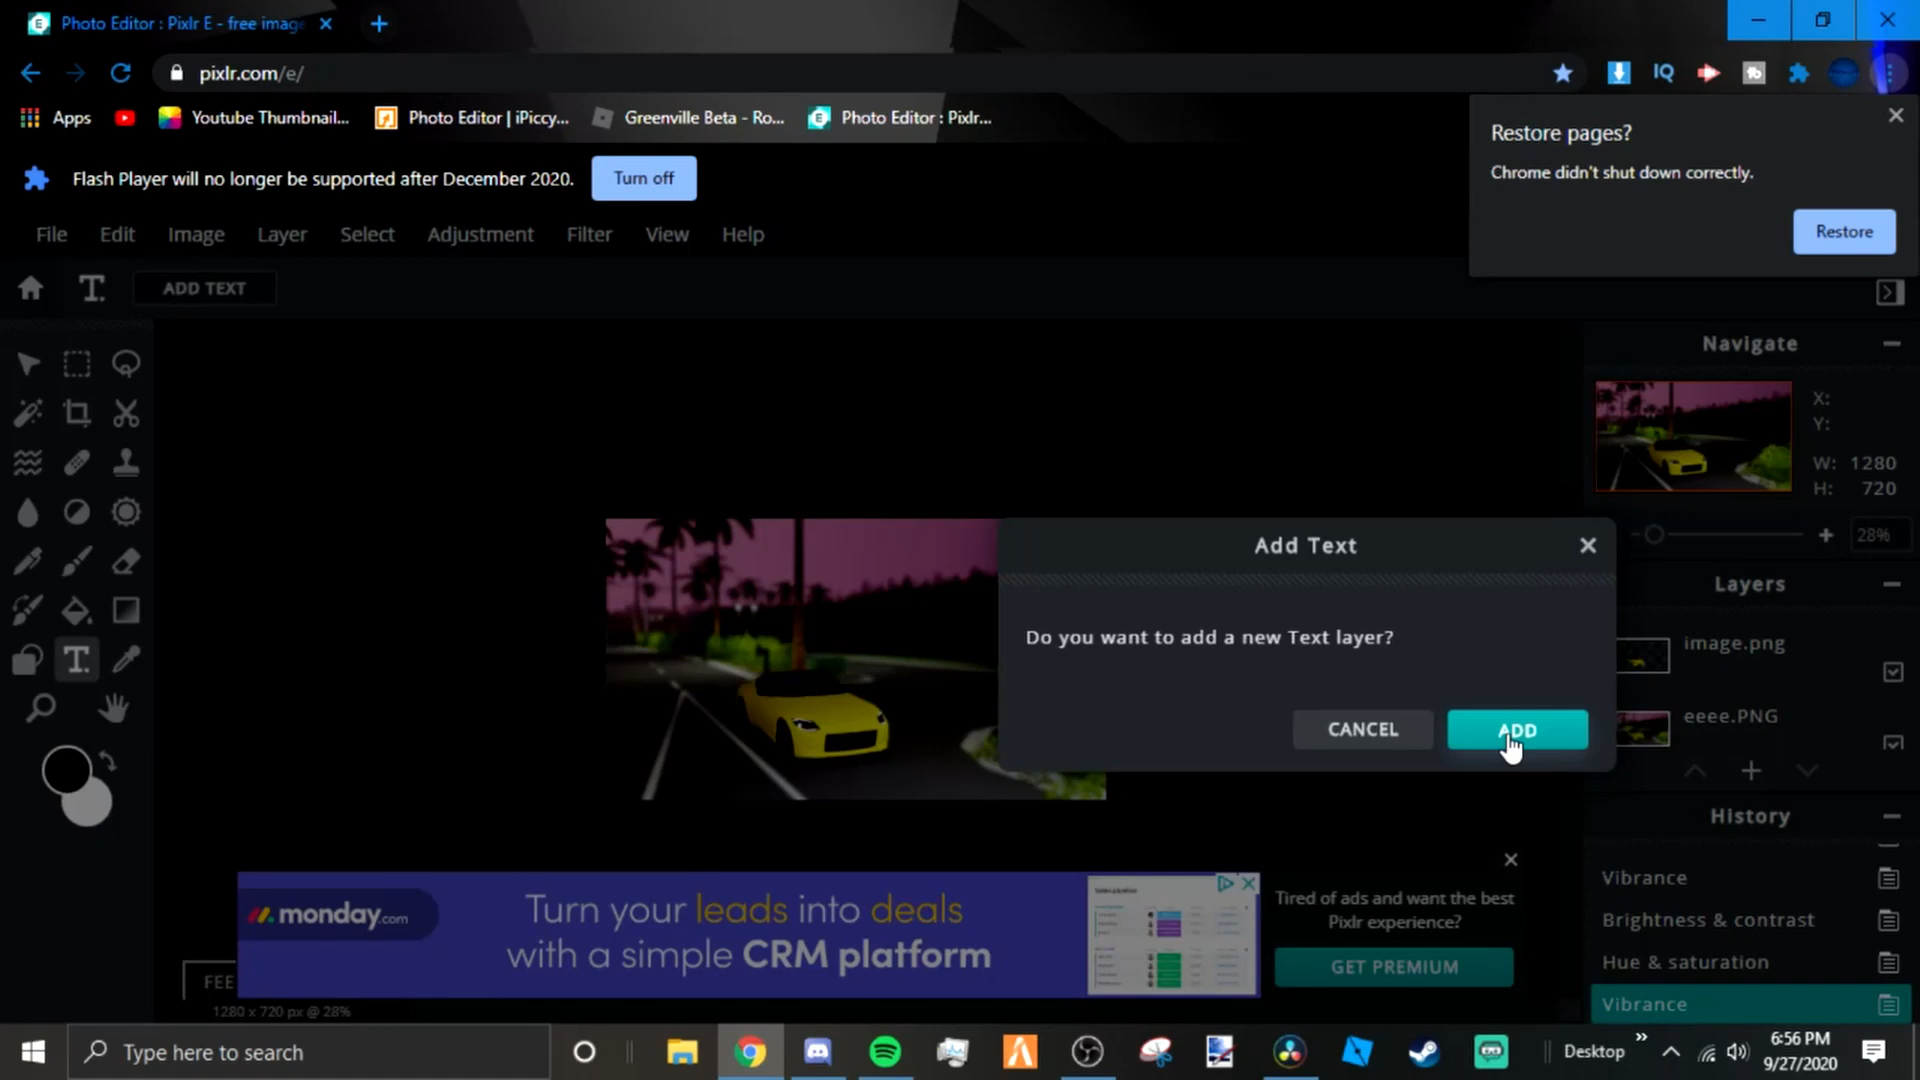 Photo Editor : Pixlr E - free image
pixlr.com/e/
IQ
Apps
Youtube Thumbnail...
Photo Editor | iPiccy...
Greenville Beta - Ro...
Photo Editor : Pixlr...
Restore pages?
Chrome didn't shut down correctly.
Restore
Flash Player will no longer be supported after December 2020.
Turn off
File Edit Image Layer Select Adjustment Filter View Help
T. ADD TEXT
Navigate
X:
Y:
W: 1280
H: 720
28%
Add Text
Do you want to add a new Text layer?
CANCEL
ADD
Layers
image.png
eeee.PNG
History
Vibrance
Brightness & contrast
Hue & saturation
Vibrance
monday.com
Turn your leads into deals
with a simple CRM platform
Tired of ads and want the best
Pixlr experience?
GET PREMIUM
FEE
1280 x 720 px @ 28%
Type here to search
Desktop
6:56 PM
9/27/2020